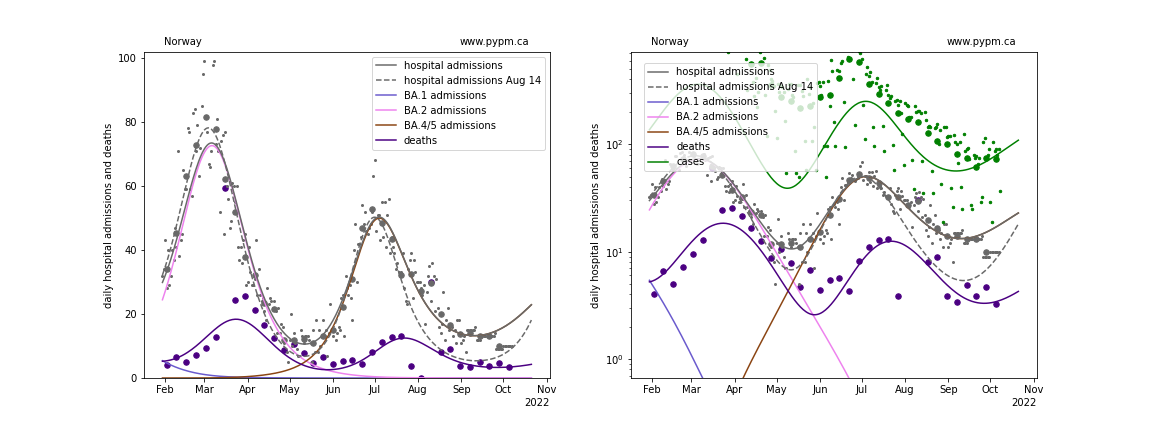 Norway www.pypm.ca
daily hospital admissions and deaths
100
80
60
40
20
0
hospital admissions
hospital admissions Aug 14
BA.1 admissions
BA.2 admissions
BA.4/5 admissions
deaths
Feb Mar Apr May Jun Jul Aug Sep Oct Nov
2022
Norway www.pypm.ca
daily hospital admissions and deaths
10²
10¹
10⁰
hospital admissions
hospital admissions Aug 14
BA.1 admissions
BA.2 admissions
BA.4/5 admissions
deaths
cases
Feb Mar Apr May Jun Jul Aug Sep Oct Nov
2022